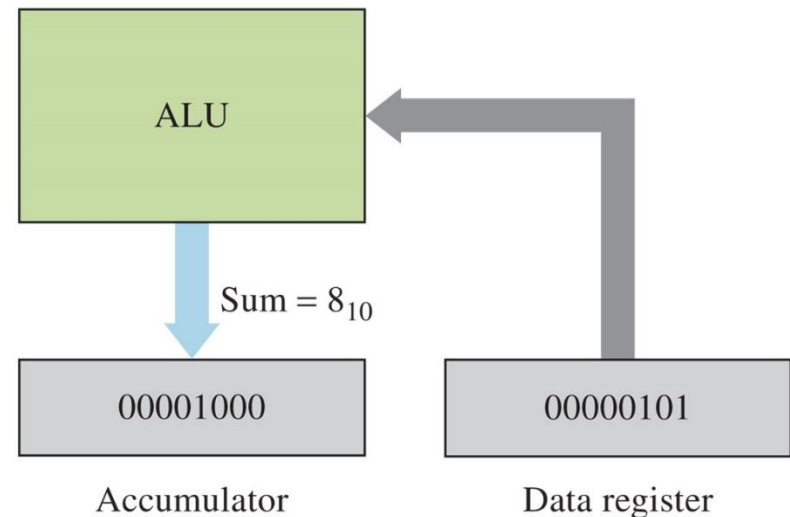 ALU
Sum = 8₁₀
00001000
00000101
Accumulator
Data register